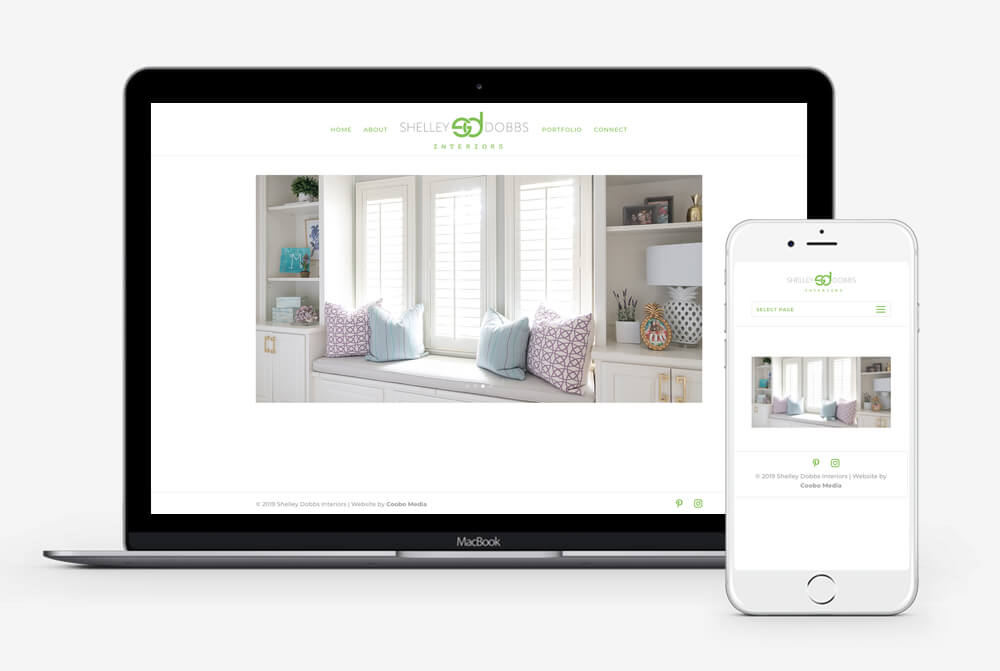 HOME ABOUT SHELLEY SD DOBBS PORTFOLIO CONNECT
INTERIORS
M
© 2019 Shelley Dobbs Interiors | Website by Coobo Media
MacBook
SHELLEY SD DOBBS
INTERIORS
SELECT PAGE
© 2019 Shelley Dobbs Interiors | Website by
Coobo Media